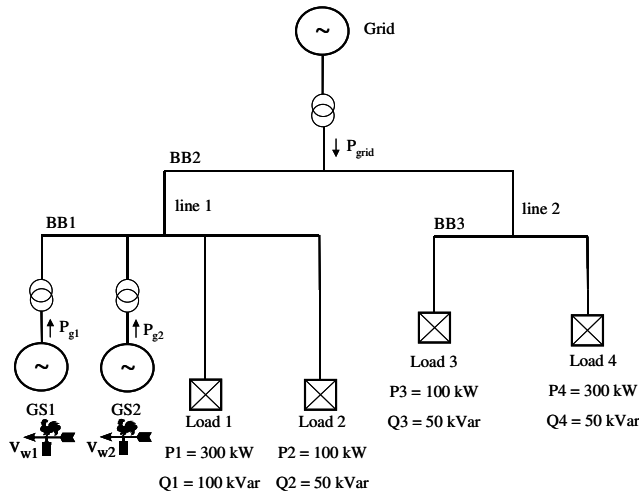 ~
Grid
P_grid
BB2
line 1
line 2
BB1
BB3
P_g1
P_g2
~
~
GS1
GS2
V_w1
V_w2
Load 1
P1 = 300 kW
Q1 = 100 kVar
Load 2
P2 = 100 kW
Q2 = 50 kVar
Load 3
P3 = 100 kW
Q3 = 50 kVar
Load 4
P4 = 300 kW
Q4 = 50 kVar